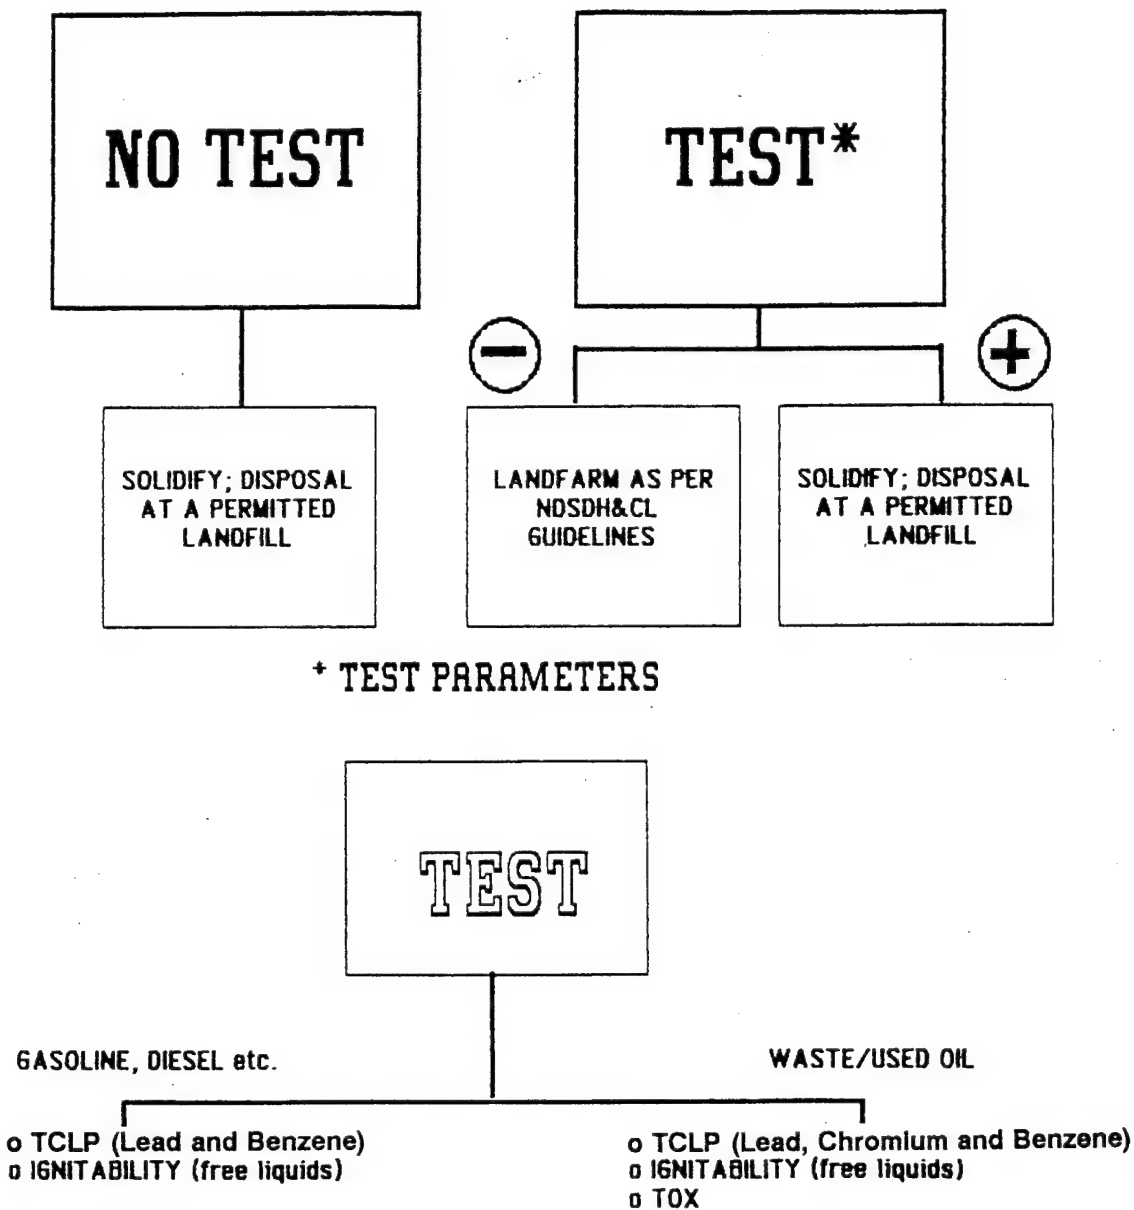 NO TEST
TEST*
− +
SOLIDIFY; DISPOSAL
AT A PERMITTED
LANDFILL
LANDFARM AS PER
NDSDH&CL
GUIDELINES
SOLIDIFY; DISPOSAL
AT A PERMITTED
LANDFILL
* TEST PARAMETERS
TEST
GASOLINE, DIESEL etc.
WASTE/USED OIL
o TCLP (Lead and Benzene)
o IGNITABILITY (free liquids)
o TCLP (Lead, Chromium and Benzene)
o IGNITABILITY (free liquids)
o TOX